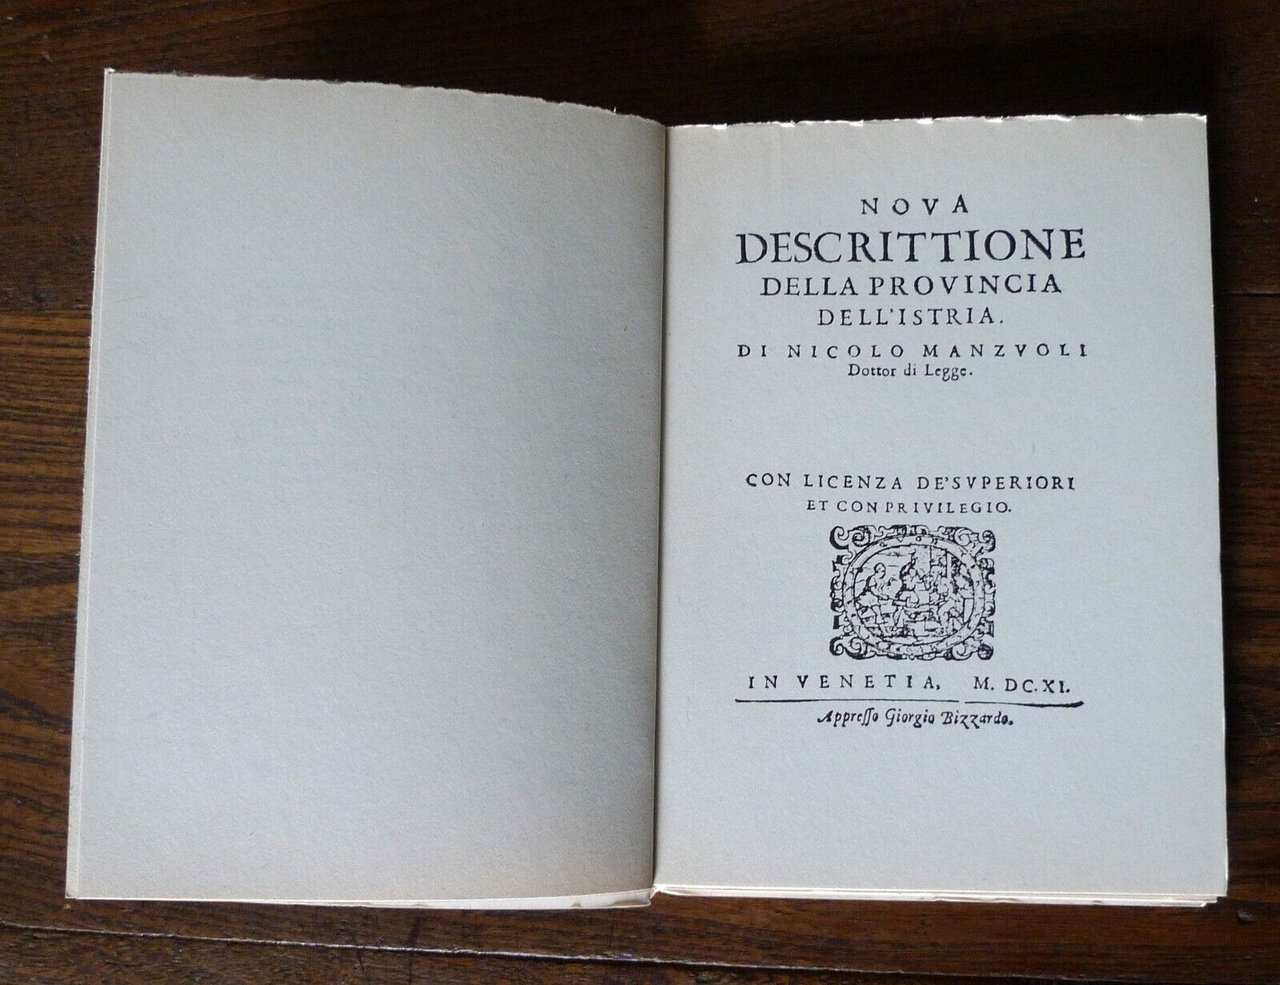 NOVA
DESCRITTIONE
DELLA PROVINCIA
DELL'ISTRIA.
DI NICOLO MANZVOLI
Dottor di Legge.
CON LICENZA DE'SVPERIORI
ET CON PRIVILEGIO.
IN VENETIA, M. DC. XI.
Appresso Giorgio Bizzardo.